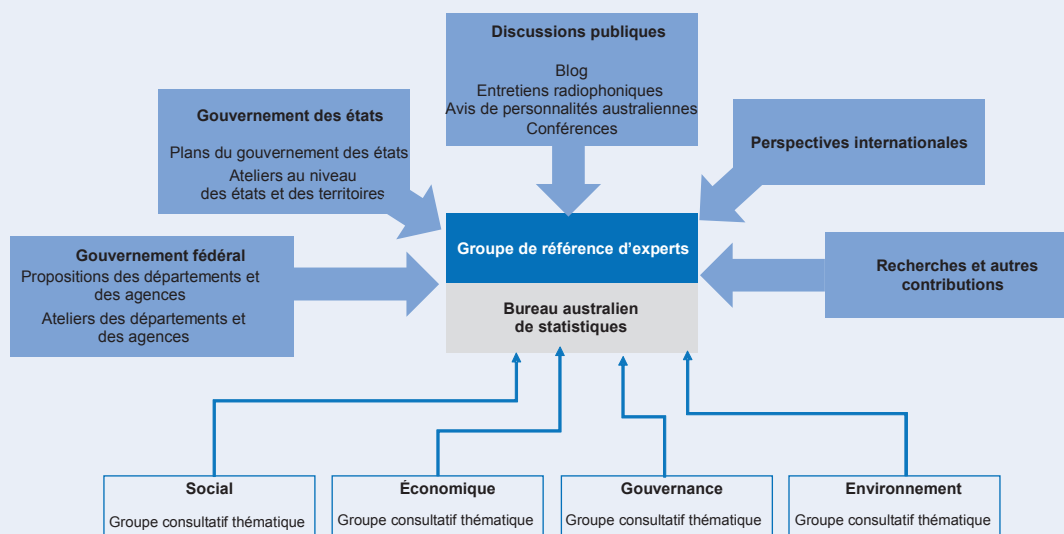 Discussions publiques
Blog
Entretiens radiophoniques
Avis de personnalités australiennes
Conférences
Gouvernement des états
Plans du gouvernement des états
Ateliers au niveau
des états et des territoires
Perspectives internationales
Gouvernement fédéral
Propositions des départements et
des agences
Ateliers des départements et
des agences
Groupe de référence d’experts
Bureau australien
de statistiques
Recherches et autres
contributions
Social
Groupe consultatif thématique
Économique
Groupe consultatif thématique
Gouvernance
Groupe consultatif thématique
Environnement
Groupe consultatif thématique